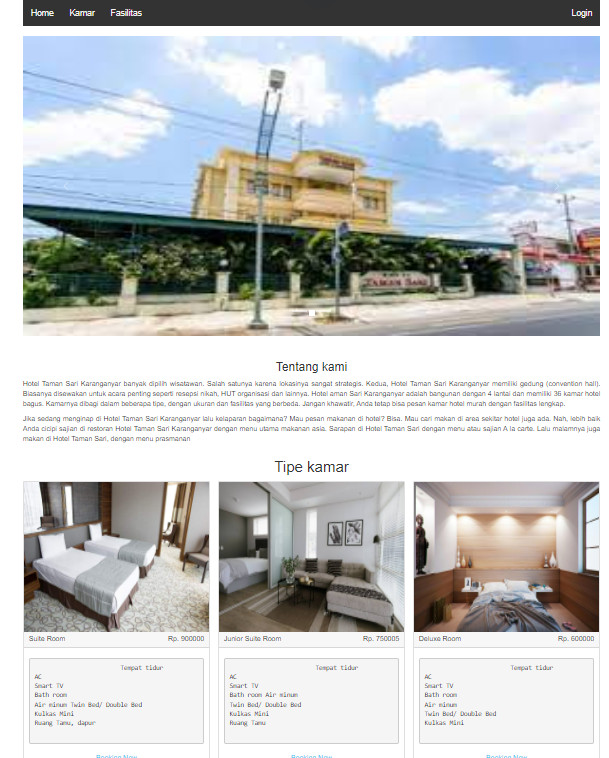 Home Kamar Fasilitas Login
TAMAN SARI
Tentang kami
Hotel Taman Sari Karanganyar banyak dipilih wisatawan. Salah satunya karena lokasinya sangat strategis. Kedua, Hotel Taman Sari Karanganyar memiliki gedung (convention hall).
Biasanya disewakan untuk acara penting seperti resepsi nikah, HUT organisasi dan lainnya. Hotel aman Sari Karanganyar adalah bangunan dengan 4 lantai dan memiliki 36 kamar hotel
bagus. Kamarnya dibagi dalam beberapa tipe, dengan ukuran dan fasilitas yang berbeda. Jangan khawatir, Anda tetap bisa pesan kamar hotel murah dengan fasilitas lengkap.
Jika sedang menginap di Hotel Taman Sari Karanganyar lalu kelaparan bagaimana? Mau pesan makanan di hotel? Bisa. Mau cari makan di area sekitar hotel juga ada. Nah, lebih baik
Anda cicipi sajian di restoran Hotel Taman Sari Karanganyar dengan menu utama makanan asia. Sarapan di Hotel Taman Sari dengan menu atau sajian A la carte. Lalu malamnya juga
makan di Hotel Taman Sari, dengan menu prasmanan
Tipe kamar
Suite Room Rp. 900000
Tempat tidur
AC
Smart TV
Bath room
Air minum Twin Bed/ Double Bed
Kulkas Mini
Ruang Tamu, dapur
Booking Now
Junior Suite Room Rp. 750005
Tempat tidur
AC
Smart TV
Bath room Air minum
Twin Bed/ Double Bed
Kulkas Mini
Ruang Tamu
Booking Now
Deluxe Room Rp. 600000
Tempat tidur
AC
Smart TV
Bath room
Air minum
Twin Bed/ Double Bed
Kulkas Mini
Booking Now